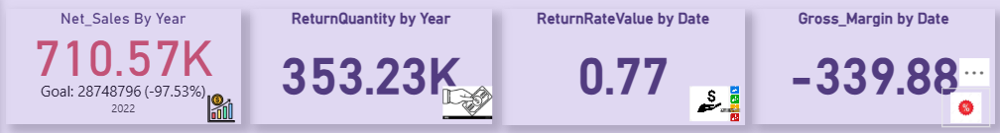 Net_Sales By Year
710.57K
Goal: 28748796 (-97.53%)
2022
ReturnQuantity by Year
353.23K
ReturnRateValue by Date
0.77
Gross_Margin by Date
-339.88